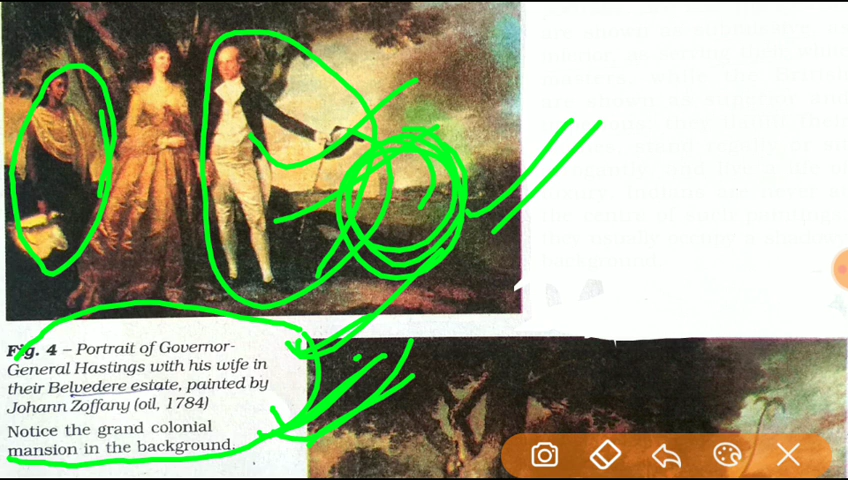 Fig. 4 – Portrait of Governor-
General Hastings with his wife in
their Belvedere estate, painted by
Johann Zoffany (oil, 1784)
Notice the grand colonial
mansion in the background.